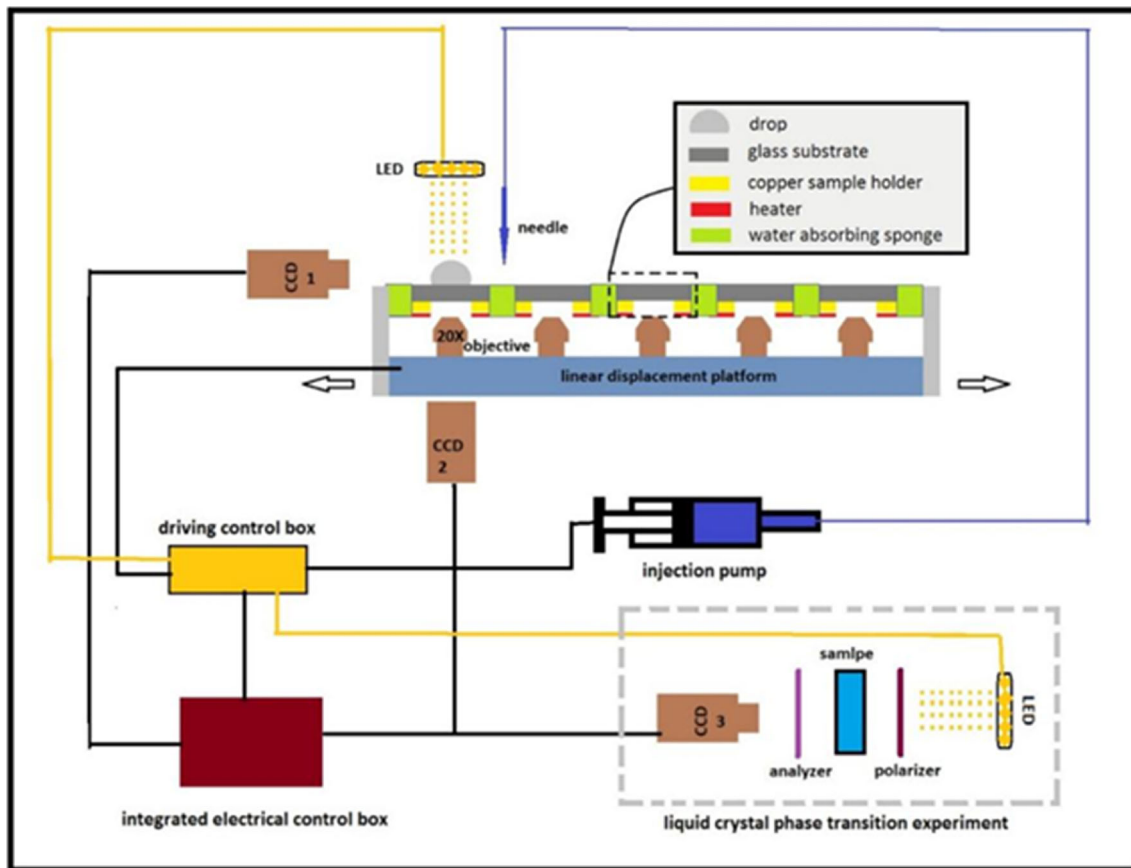 LED
needle
drop
glass substrate
copper sample holder
heater
water absorbing sponge
CCD
1
20X
objective
linear displacement platform
CCD
2
driving control box
injection pump
samlpe
CCD
3
LED
analyzer
polarizer
integrated electrical control box
liquid crystal phase transition experiment